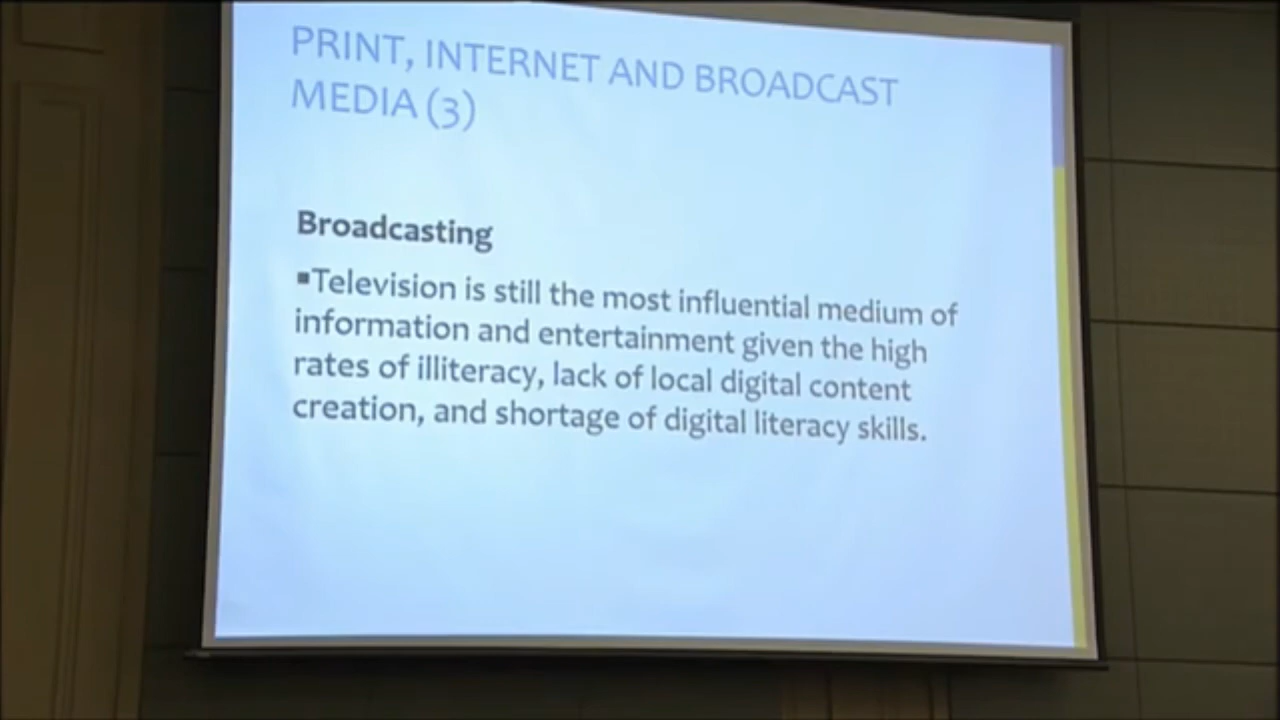 PRINT, INTERNET AND BROADCAST
MEDIA (3)
Broadcasting
▪Television is still the most influential medium of
information and entertainment given the high
rates of illiteracy, lack of local digital content
creation, and shortage of digital literacy skills.